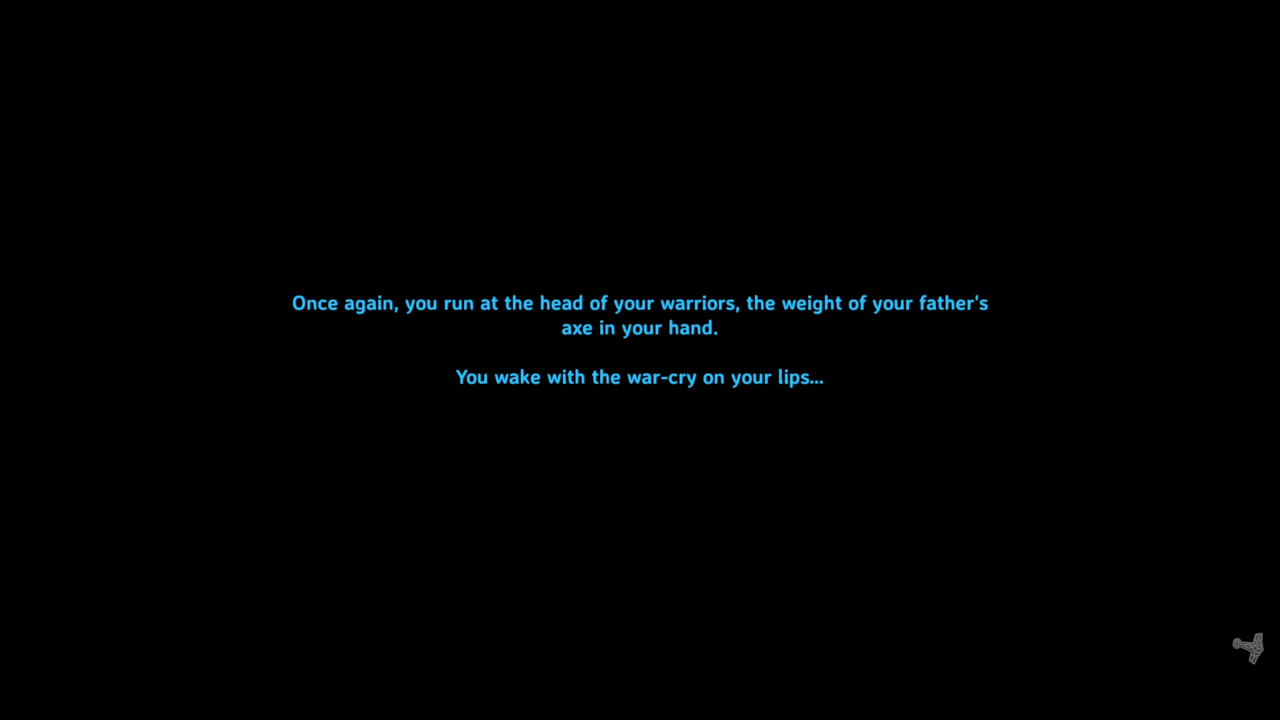 Once again, you run at the head of your warriors, the weight of your father's
axe in your hand.
You wake with the war-cry on your lips...